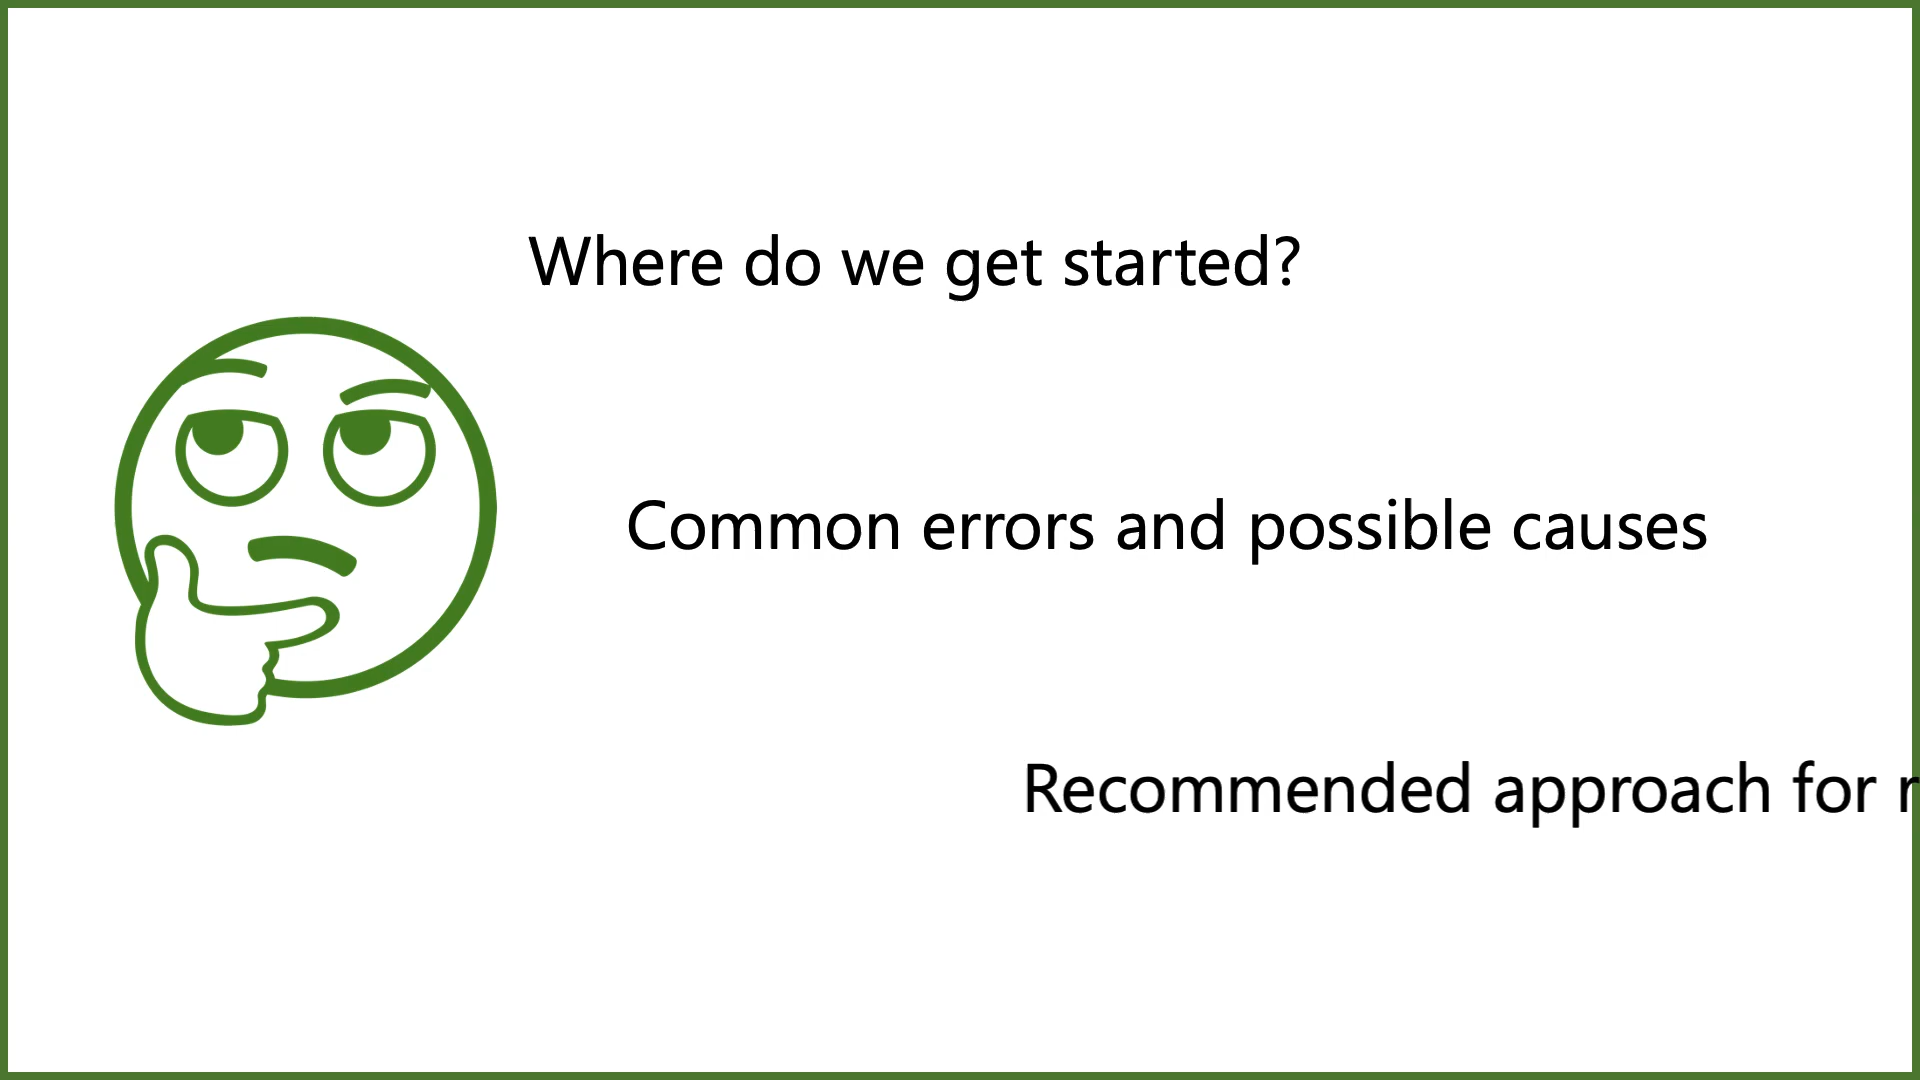 Where do we get started?
Common errors and possible causes
Recommended approach for